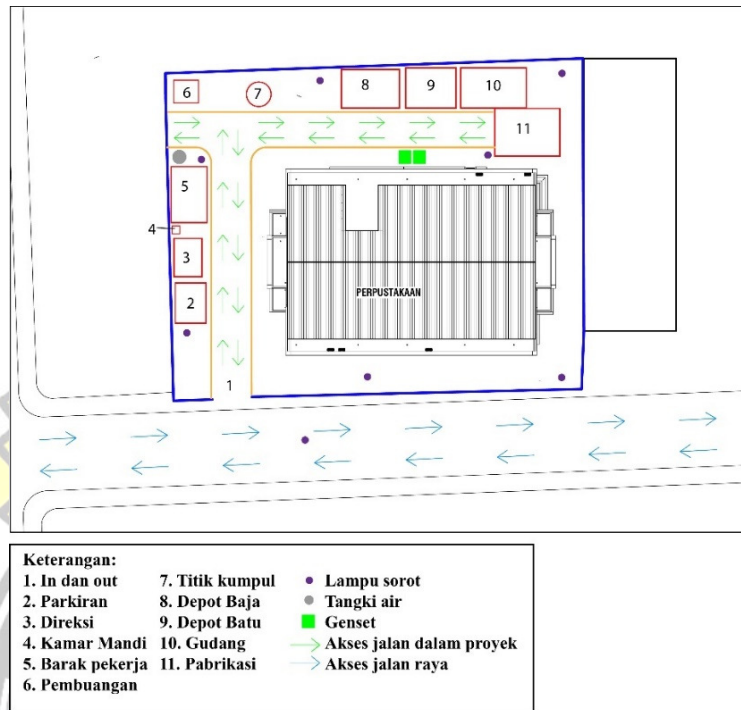 6
7
8
9
10
11
5
4
3
2
1
PERPUSTAKAAN
Keterangan:
1. In dan out
2. Parkiran
3. Direksi
4. Kamar Mandi
5. Barak pekerja
6. Pembuangan
7. Titik kumpul
8. Depot Baja
9. Depot Batu
10. Gudang
11. Pabrikasi
Lampu sorot
Tangki air
Genset
Akses jalan dalam proyek
Akses jalan raya